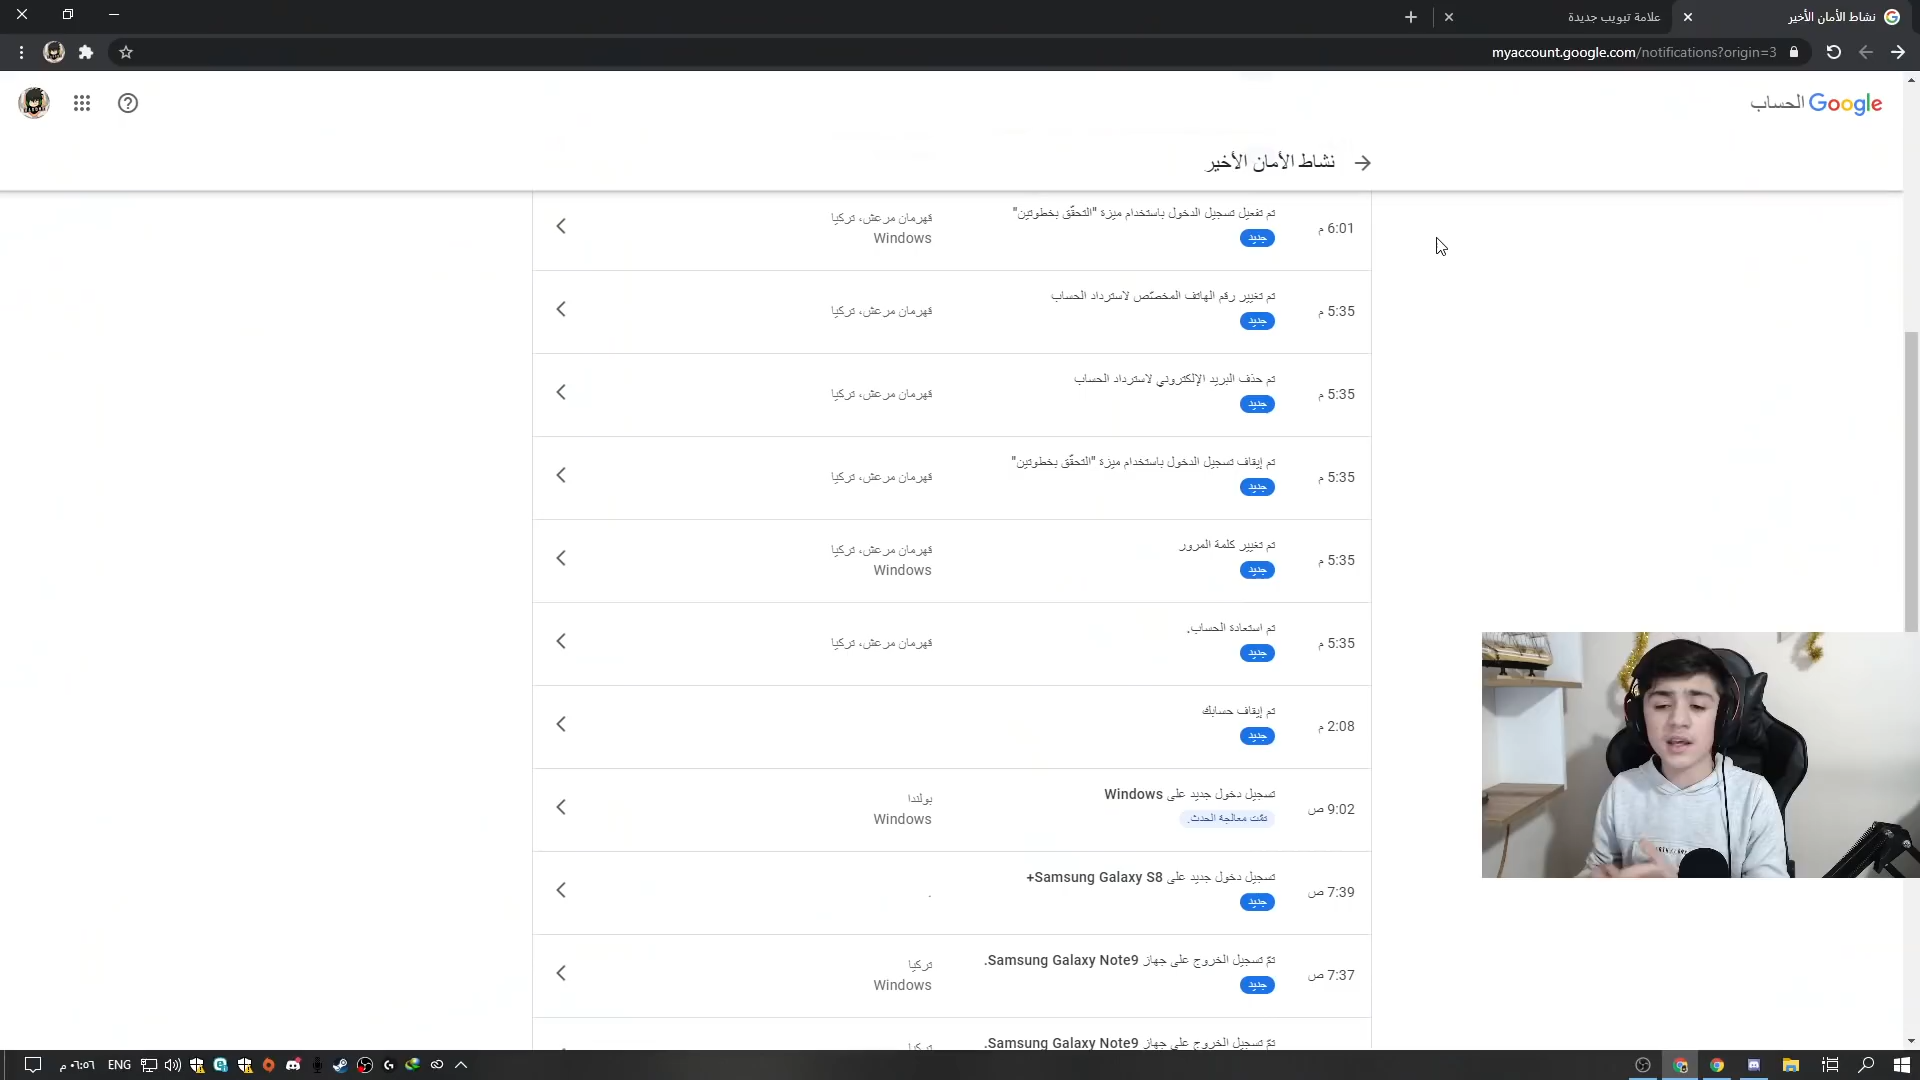 نشاط الأمان الأخير
علامة تبويب جديدة
myaccount.google.com/notifications?origin=3
Google الحساب
نشاط الأمان الأخير
6:01 م
تم تفعيل تسجيل الدخول باستخدام ميزة "التحقّق بخطوتين"
جديد
قهرمان مرعش، تركيا
Windows
5:35 م
تم تغيير رقم الهاتف المخصّص لاسترداد الحساب
جديد
قهرمان مرعش، تركيا
5:35 م
تم حذف البريد الإلكتروني لاسترداد الحساب
جديد
قهرمان مرعش، تركيا
5:35 م
تم إيقاف تسجيل الدخول باستخدام ميزة "التحقّق بخطوتين"
جديد
قهرمان مرعش، تركيا
5:35 م
تم تغيير كلمة المرور
جديد
قهرمان مرعش، تركيا
Windows
5:35 م
تم استعادة الحساب.
جديد
قهرمان مرعش، تركيا
2:08 م
تم إيقاف حسابك
جديد
9:02 ص
تسجيل دخول جديد على Windows
تمّت معالجة الحدث.
بولندا
Windows
7:39 ص
تسجيل دخول جديد على Samsung Galaxy S8+
جديد
.
7:37 ص
تمّ تسجيل الخروج على جهاز Samsung Galaxy Note9.
جديد
تركيا
Windows
تمّ تسجيل الخروج على جهاز Samsung Galaxy Note9.
تركيا
ENG
٠٦:٥٦ م